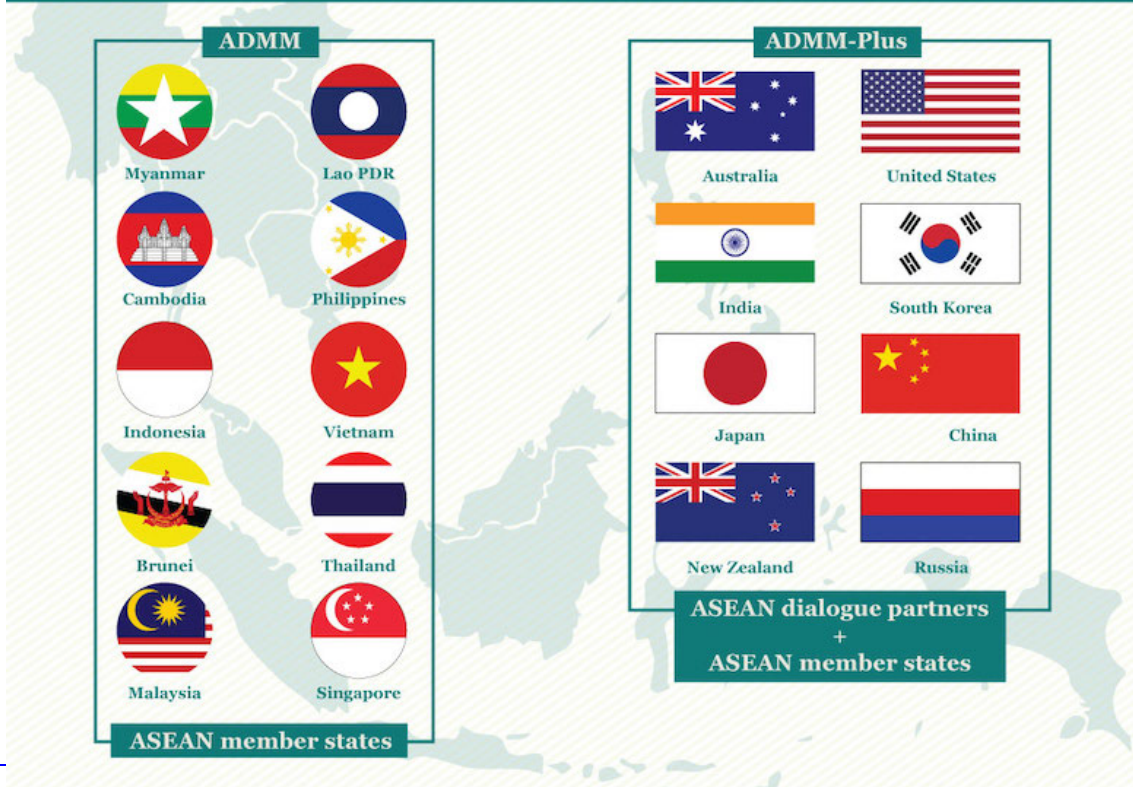 ADMM
Myanmar
Lao PDR
Cambodia
Philippines
Indonesia
Vietnam
Brunei
Thailand
Malaysia
Singapore
ASEAN member states
ADMM-Plus
Australia
United States
India
South Korea
Japan
China
New Zealand
Russia
ASEAN dialogue partners
+
ASEAN member states